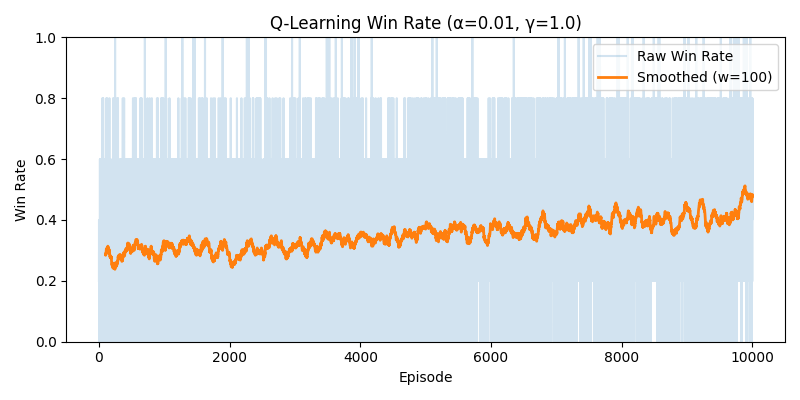 Q-Learning Win Rate (α=0.01, γ=1.0)
Win Rate
1.0
0.8
0.6
0.4
0.2
0.0
Raw Win Rate
Smoothed (w=100)
0 2000 4000 6000 8000 10000
Episode